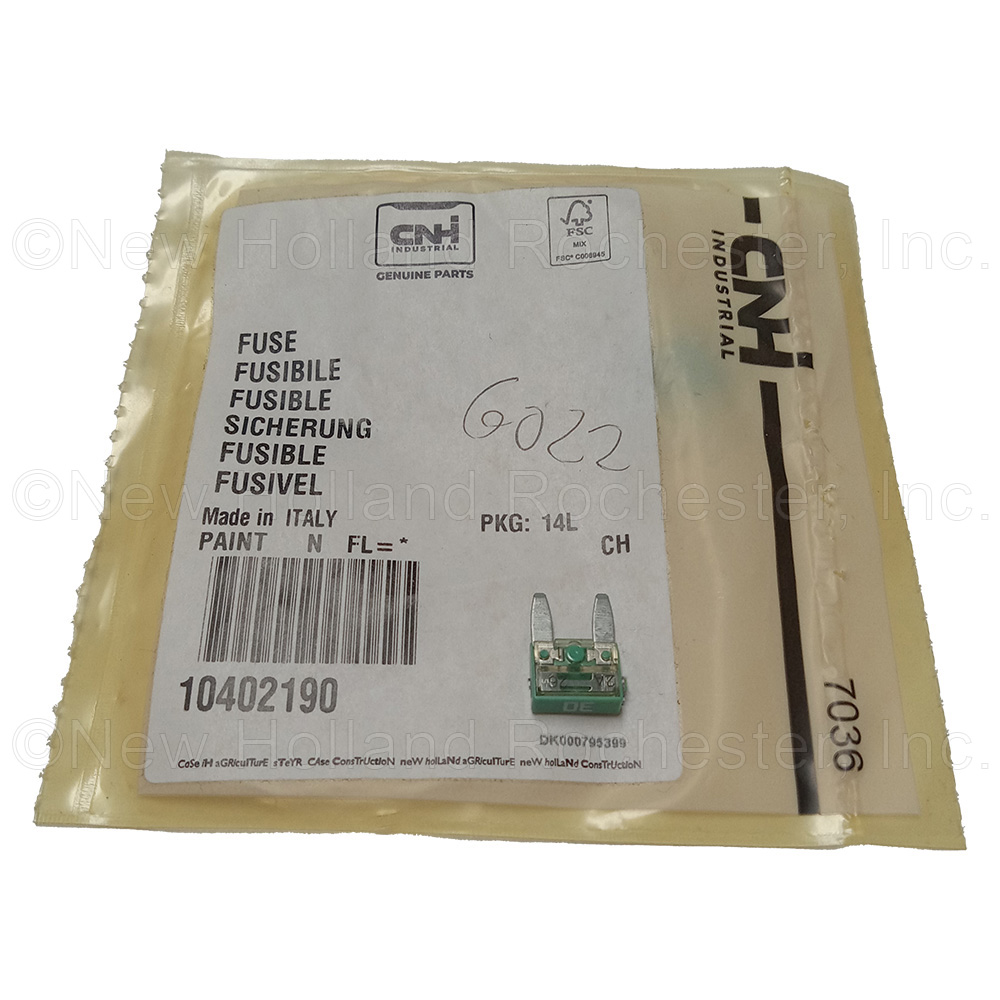 CNH
INDUSTRIAL
GENUINE PARTS
FSC
MIX
FSC® C008945
FUSE
FUSIBILE
FUSIBLE
SICHERUNG
FUSIBLE
FUSIVEL
6022
Made in ITALY
PKG: 14L
PAINT N FL=* CH
10402190
DE
DK000795399
CaSe iH aGRicuLTurE sTeYR CAse ConsTrUctioN neW hoLLaNd aGRicuLTurE neW hoLLaNd ConsTrUctioN
CNH
INDUSTRIAL
7036
©New Holland Rochester, Inc.
©New Holland Rochester, Inc.
©New Holland Rochester, Inc.